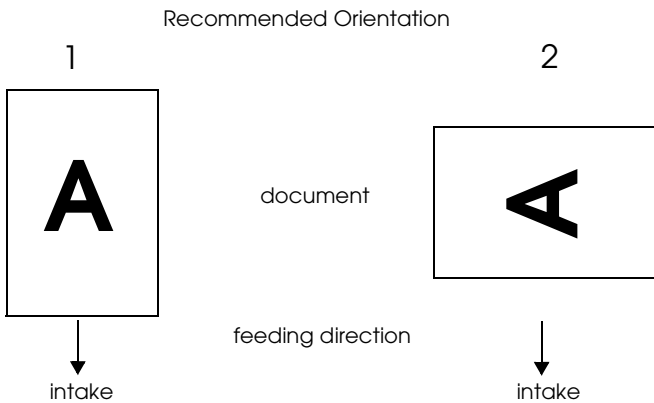 Recommended Orientation
1 2
A
document
A
feeding direction
intake intake